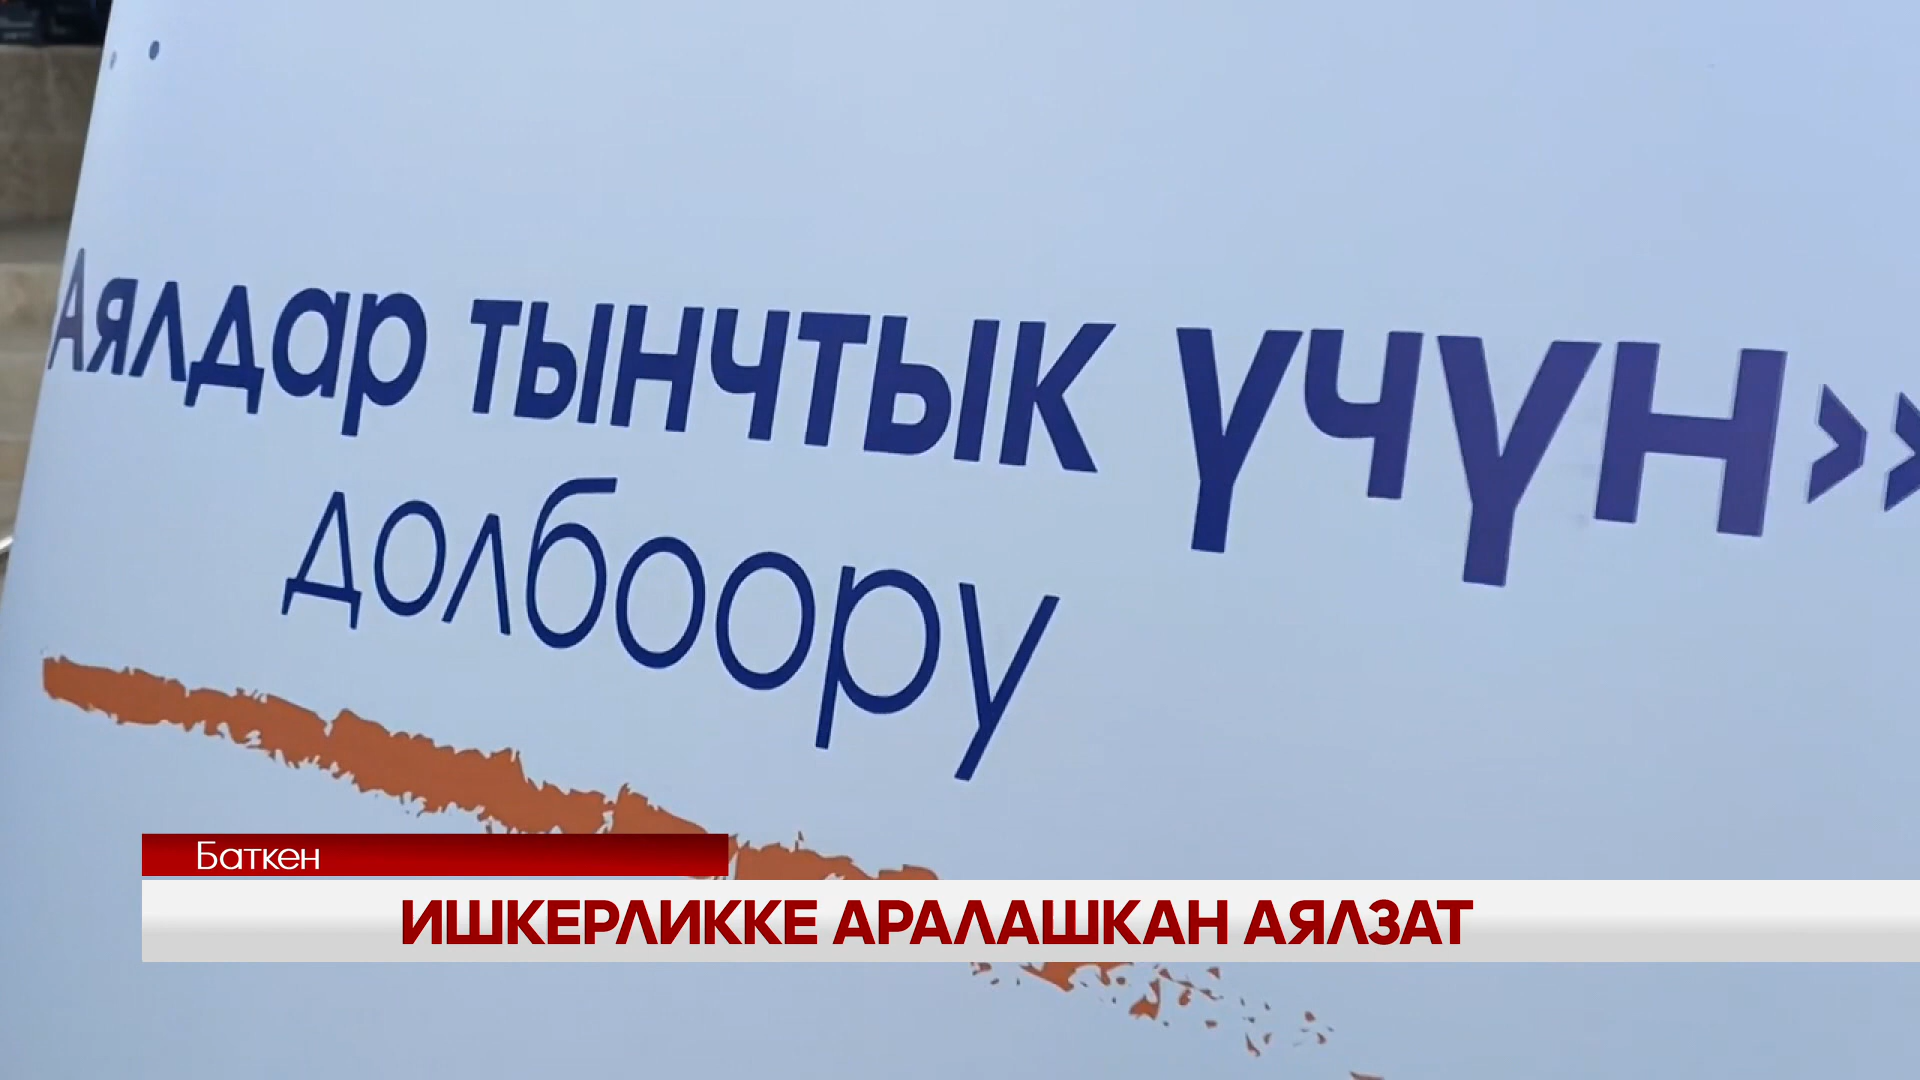 Аялдар тынчтык үчүн»
долбоору
Баткен
ИШКЕРЛИККЕ АРАЛАШКАН АЯЛЗАТ